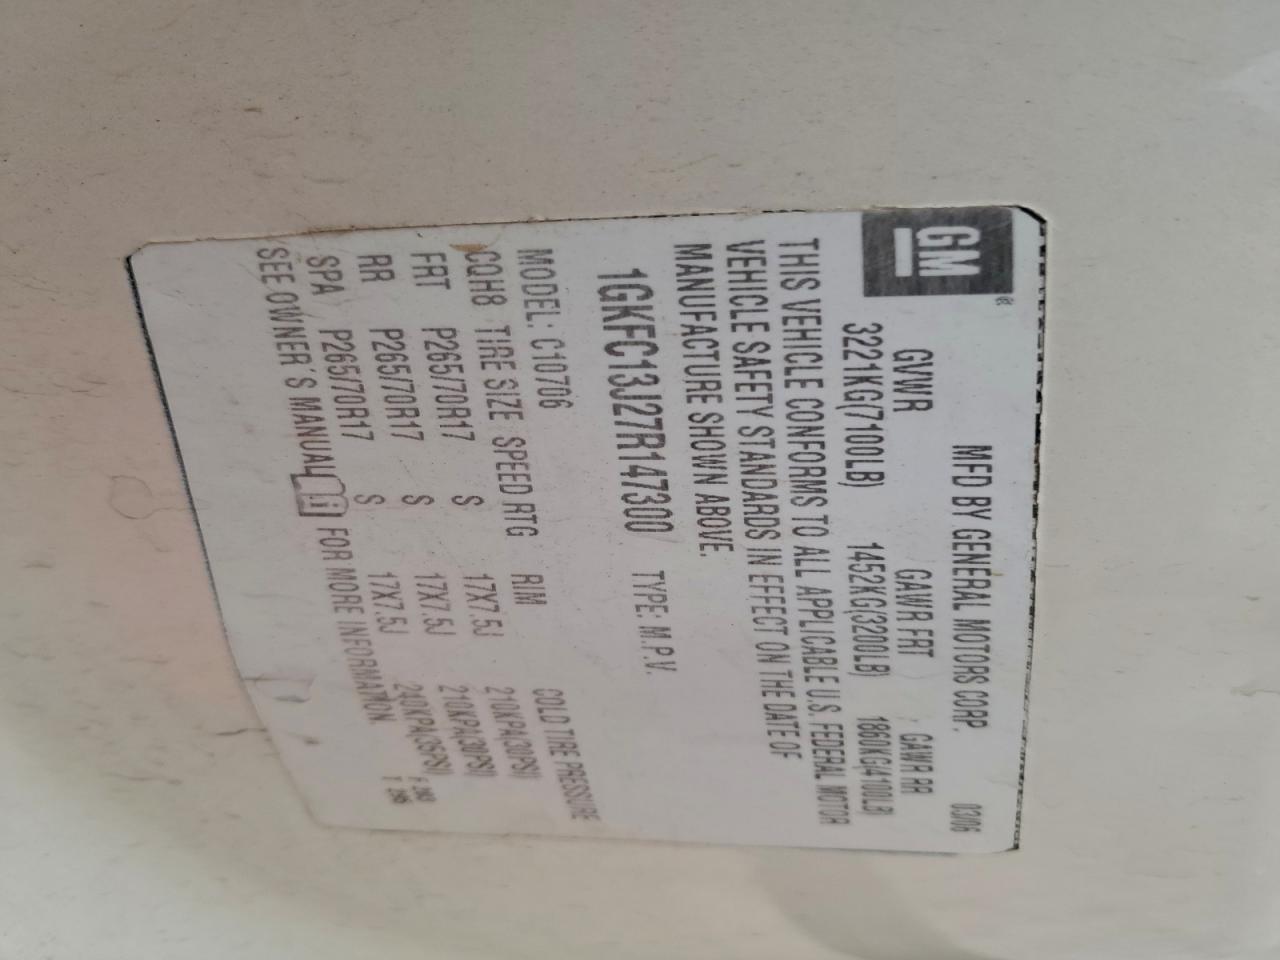 GM
MFD BY GENERAL MOTORS CORP. 0306
GVWR GAWR FRT GAWR RR
3221KG(7100LB) 1452KG(3200LB) 1860KG(4100LB)
THIS VEHICLE CONFORMS TO ALL APPLICABLE U.S. FEDERAL MOTOR
VEHICLE SAFETY STANDARDS IN EFFECT ON THE DATE OF
MANUFACTURE SHOWN ABOVE.
1GKFC13J27R147300 TYPE: M.P.V.
MODEL: C10706
CQH8 TIRE SIZE SPEED RTG RIM COLD TIRE PRESSURE
FRT P265/70R17 S 17X7.5J 210KPA(30PSI)
RR P265/70R17 S 17X7.5J 210KPA(30PSI)
SPA P265/70R17 S 17X7.5J 240KPA(35PSI)
SEE OWNER'S MANUAL FOR MORE INFORMATION